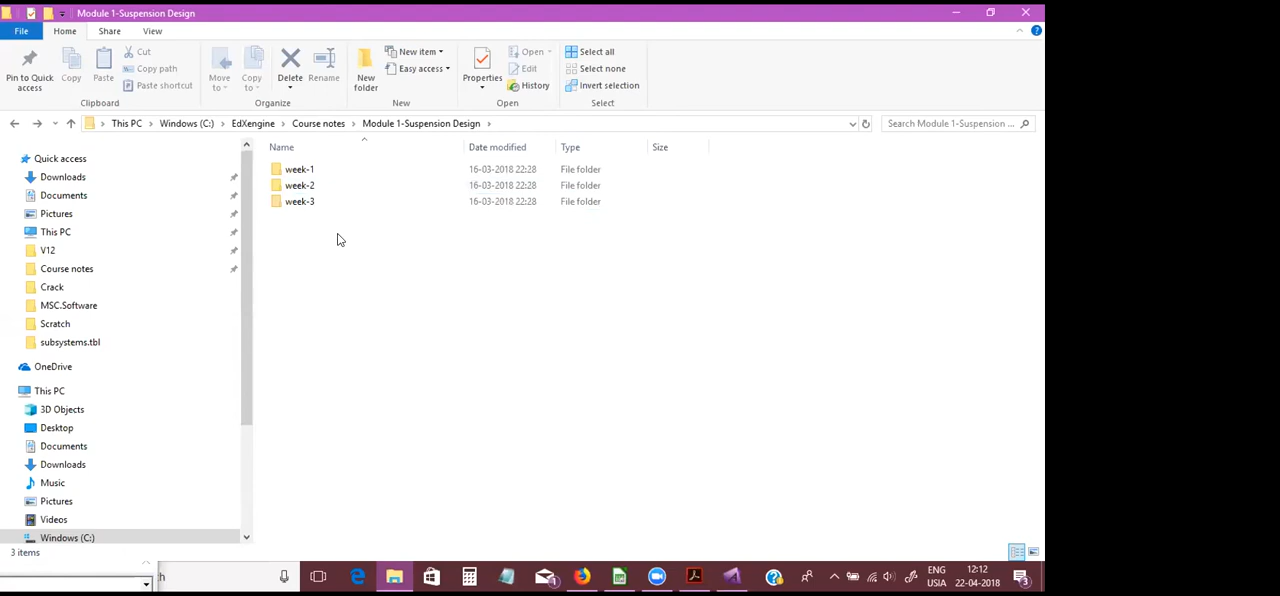 Module 1-Suspension Design
File Home Share View
Pin to Quick access
Copy
Paste
Cut
Copy path
Paste shortcut
Clipboard
Move to
Copy to
Delete
Rename
Organize
New folder
New item
Easy access
New
Properties
Open
Edit
History
Open
Select all
Select none
Invert selection
Select
This PC > Windows (C:) > EdXengine > Course notes > Module 1-Suspension Design >
Search Module 1-Suspension ...
Name Date modified Type Size
week-1 16-03-2018 22:28 File folder
week-2 16-03-2018 22:28 File folder
week-3 16-03-2018 22:28 File folder
Quick access
Downloads
Documents
Pictures
This PC
V12
Course notes
Crack
MSC.Software
Scratch
subsystems.tbl
OneDrive
This PC
3D Objects
Desktop
Documents
Downloads
Music
Pictures
Videos
Windows (C:)
3 items
ch
ENG
USIA
12:12
22-04-2018
3
1